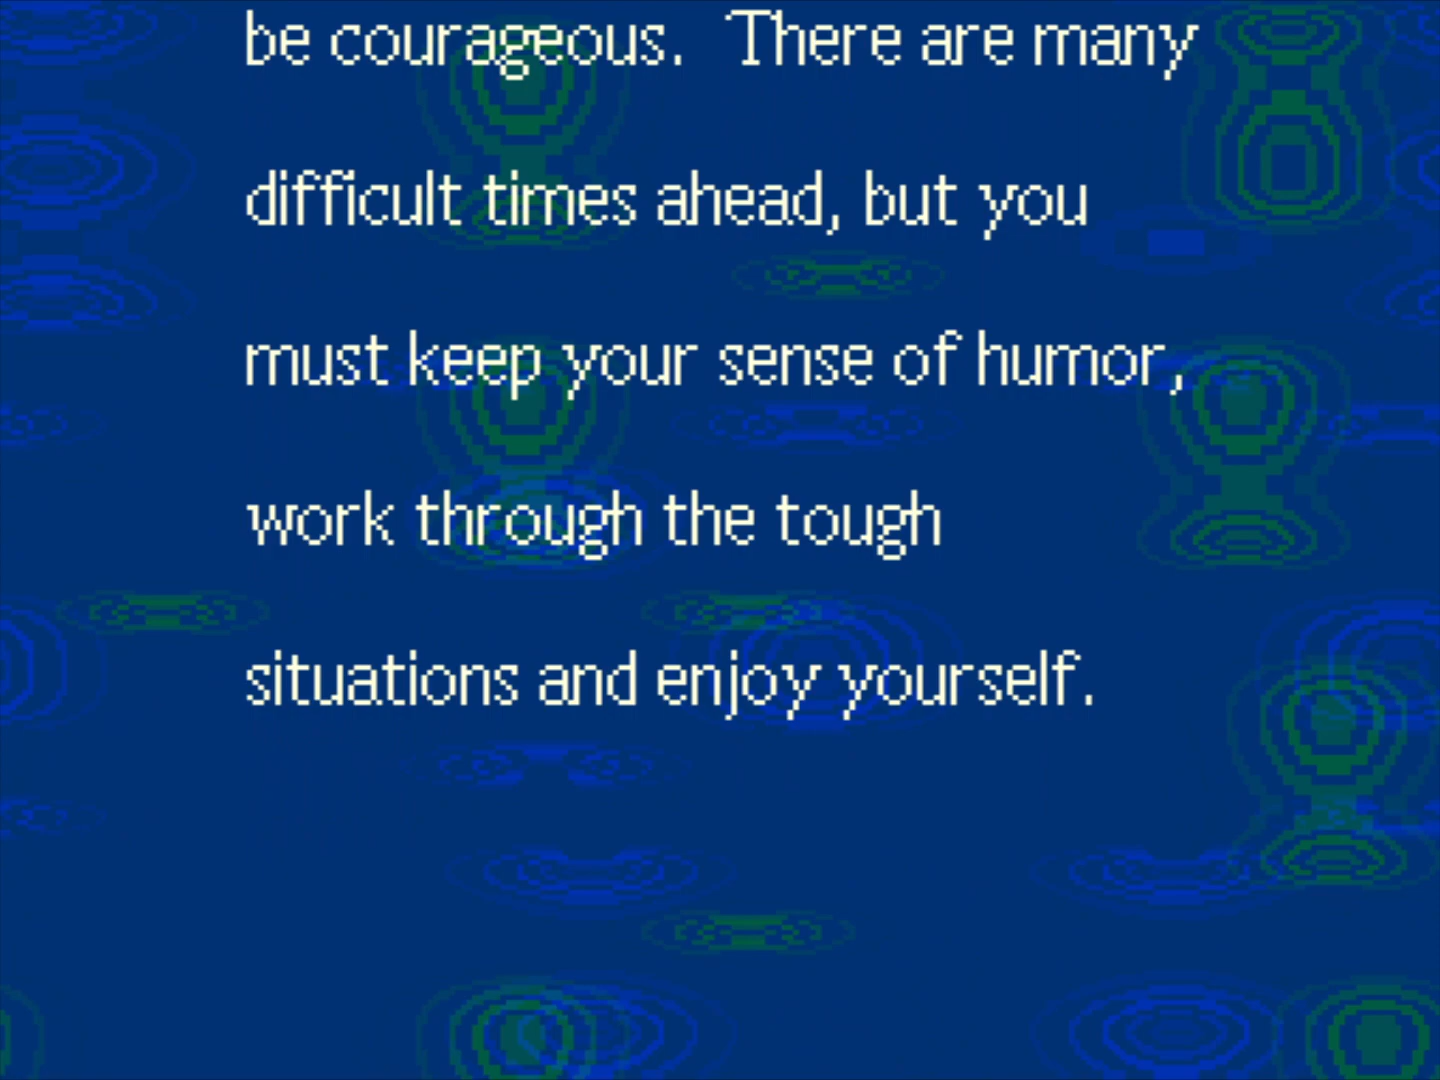 be courageous.  There are many
difficult times ahead, but you
must keep your sense of humor,
work through the tough
situations and enjoy yourself.